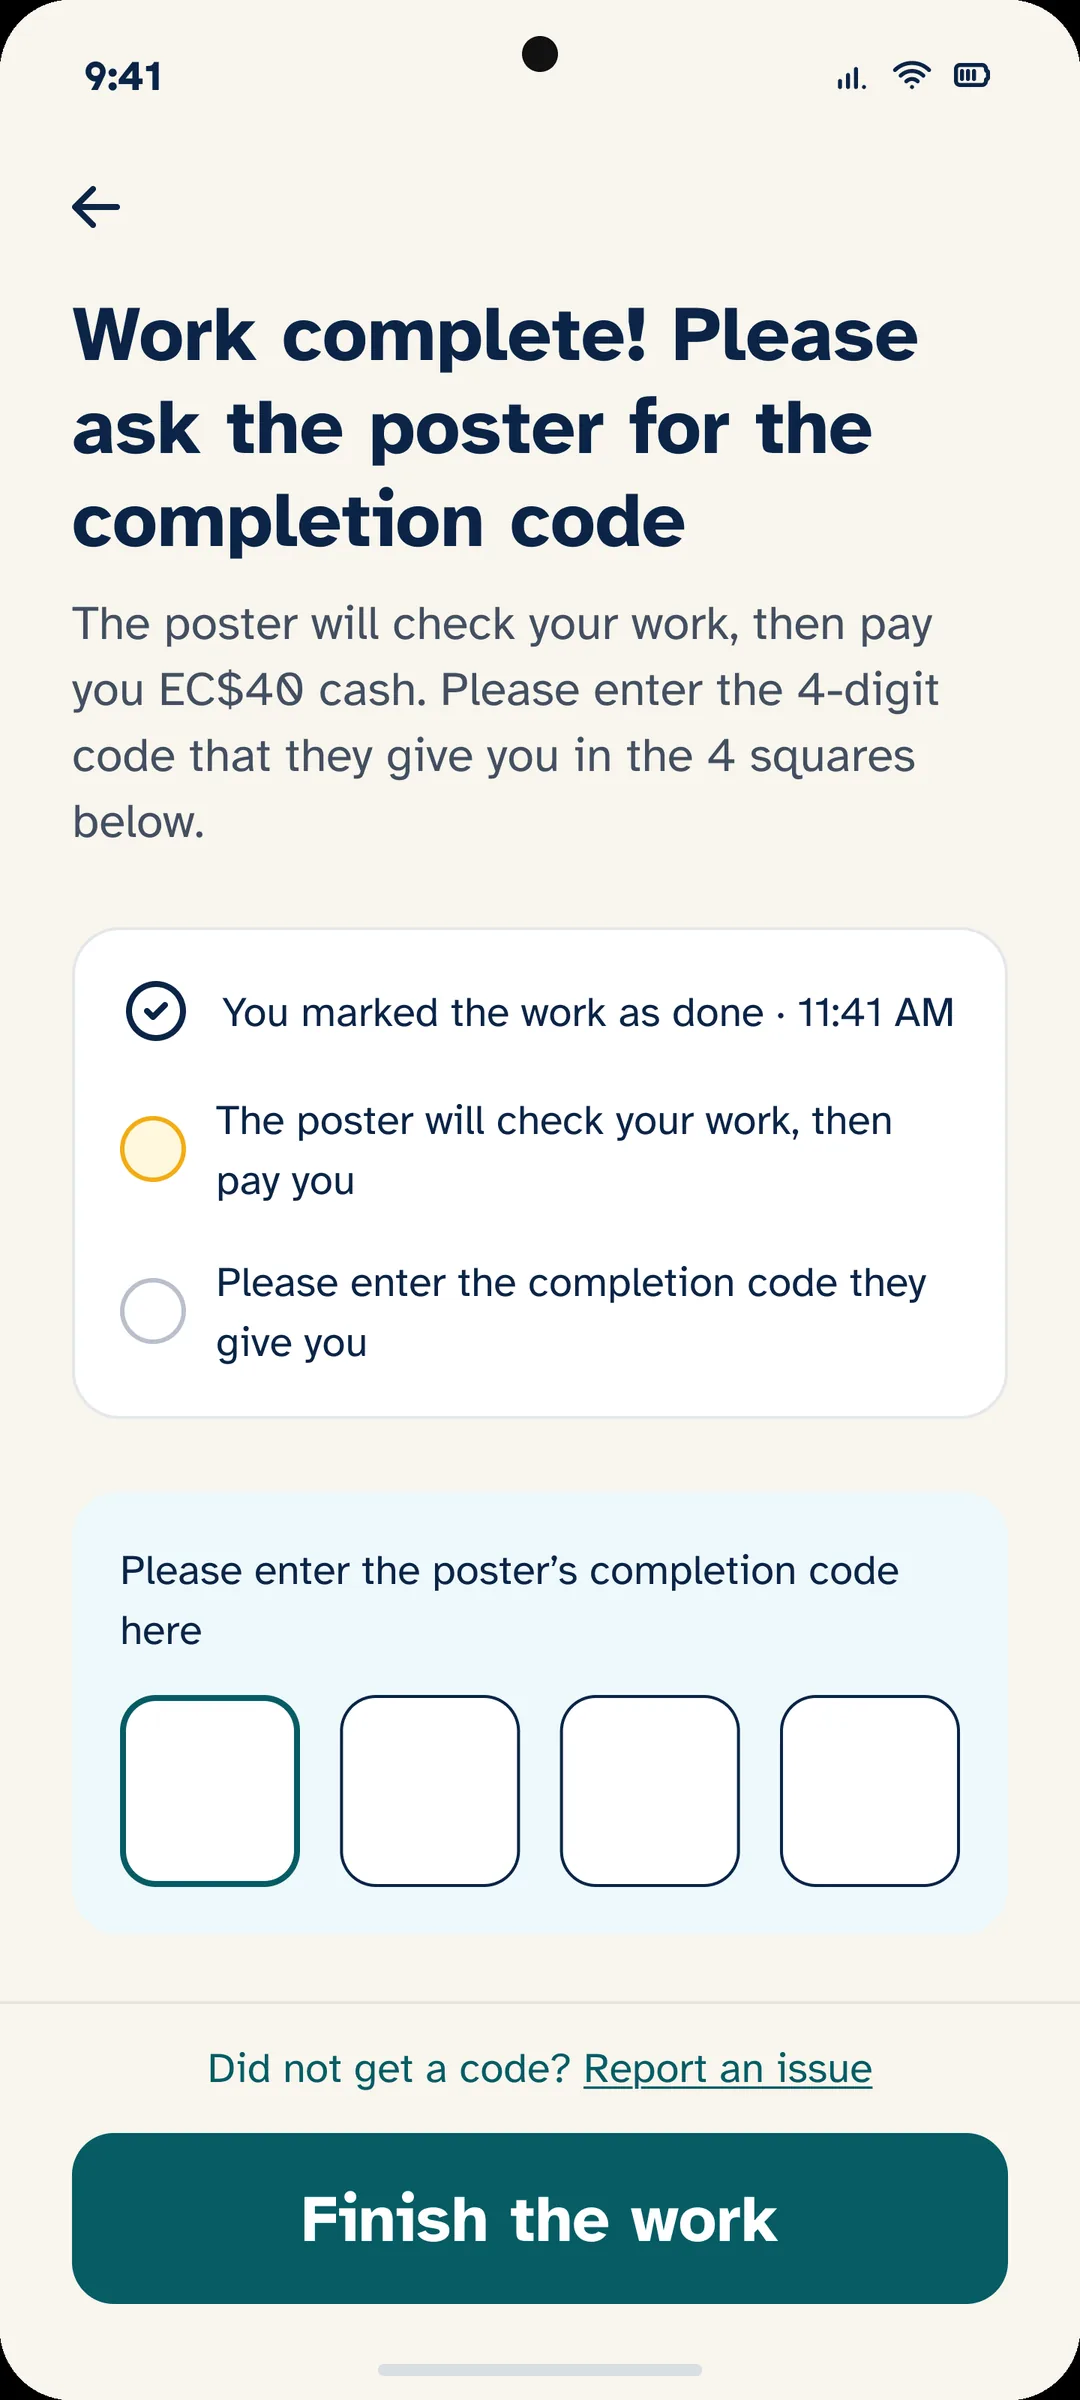 9:41
Work complete! Please
ask the poster for the
completion code
The poster will check your work, then pay
you EC$40 cash. Please enter the 4-digit
code that they give you in the 4 squares
below.
You marked the work as done · 11:41 AM
The poster will check your work, then
pay you
Please enter the completion code they
give you
Please enter the poster’s completion code
here
Did not get a code? Report an issue
Finish the work